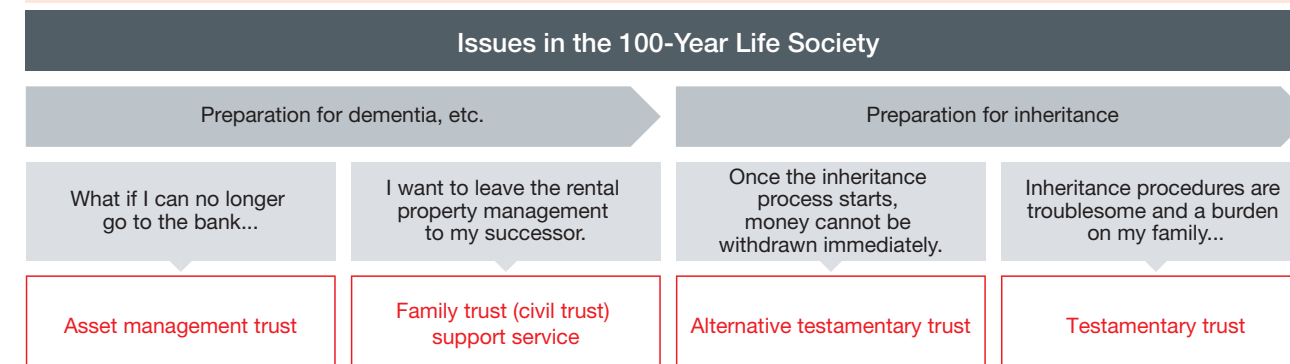 Issues in the 100-Year Life Society
Preparation for dementia, etc.
Preparation for inheritance
What if I can no longer
go to the bank...
I want to leave the rental
property management
to my successor.
Once the inheritance
process starts,
money cannot be
withdrawn immediately.
Inheritance procedures are
troublesome and a burden
on my family...
Asset management trust
Family trust (civil trust)
support service
Alternative testamentary trust
Testamentary trust